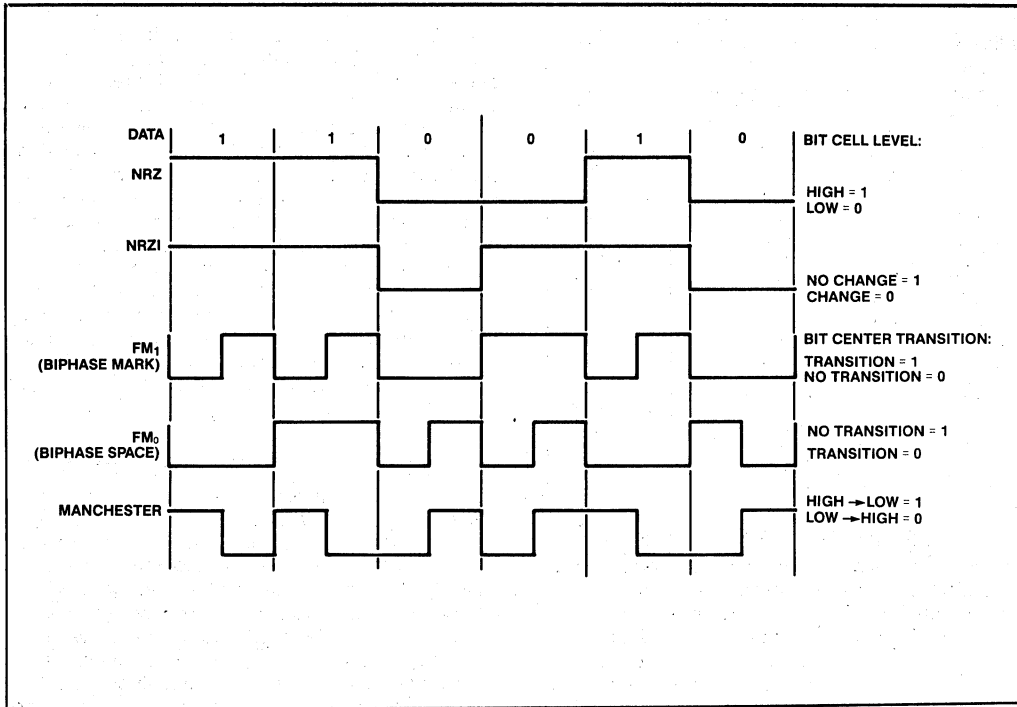 DATA 1 1 0 0 1 0 BIT CELL LEVEL:
NRZ
HIGH = 1
LOW = 0
NRZI
NO CHANGE = 1
CHANGE = 0
FM₁
(BIPHASE MARK)
BIT CENTER TRANSITION:
TRANSITION = 1
NO TRANSITION = 0
FM₀
(BIPHASE SPACE)
NO TRANSITION = 1
TRANSITION = 0
MANCHESTER
HIGH → LOW = 1
LOW → HIGH = 0